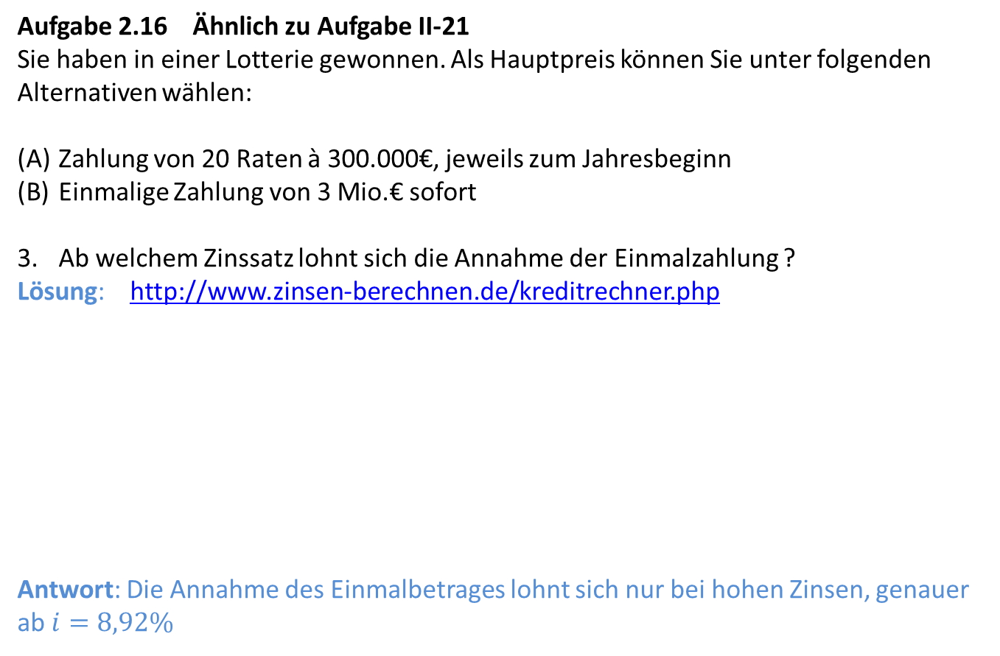 Aufgabe 2.16 Ähnlich zu Aufgabe II-21
Sie haben in einer Lotterie gewonnen. Als Hauptpreis können Sie unter folgenden
Alternativen wählen:
(A) Zahlung von 20 Raten à 300.000€, jeweils zum Jahresbeginn
(B) Einmalige Zahlung von 3 Mio.€ sofort
3. Ab welchem Zinssatz lohnt sich die Annahme der Einmalzahlung ?
Lösung: http://www.zinsen-berechnen.de/kreditrechner.php
Antwort: Die Annahme des Einmalbetrages lohnt sich nur bei hohen Zinsen, genauer
ab i = 8,92%